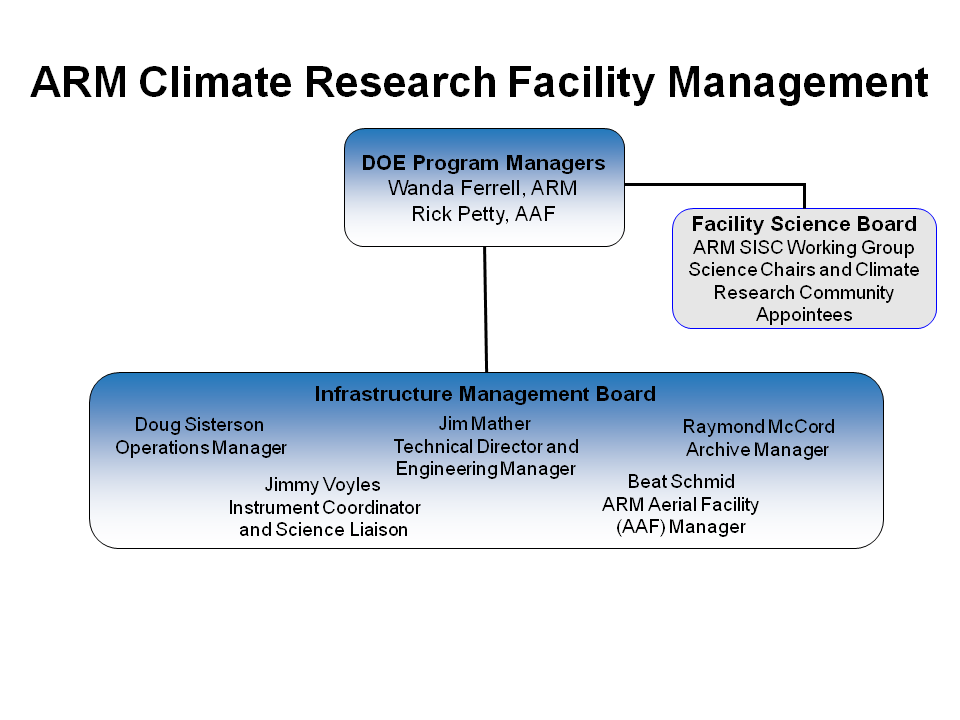 ARM Climate Research Facility Management
DOE Program Managers
Wanda Ferrell, ARM
Rick Petty, AAF
Facility Science Board
ARM SISC Working Group
Science Chairs and Climate
Research Community
Appointees
Infrastructure Management Board
Doug Sisterson
Operations Manager
Jim Mather
Technical Director and
Engineering Manager
Raymond McCord
Archive Manager
Jimmy Voyles
Instrument Coordinator
and Science Liaison
Beat Schmid
ARM Aerial Facility
(AAF) Manager